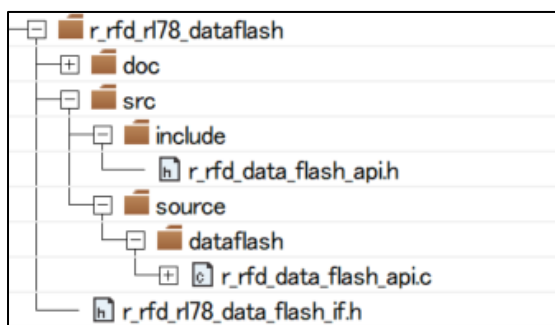 r_rfd_rl78_dataflash
doc
src
include
r_rfd_data_flash_api.h
source
dataflash
r_rfd_data_flash_api.c
r_rfd_rl78_data_flash_if.h